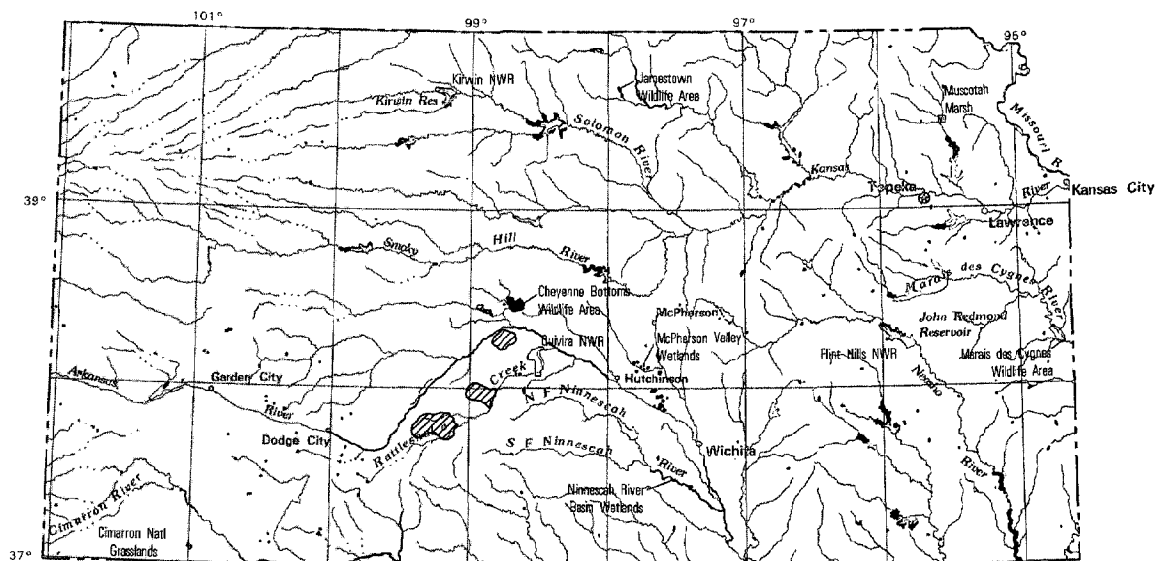 101°
99°
97°
95°
Kirwin NWR
Kirwin Res
Jamestown
Wildlife Area
Muscotah
Marsh
Missouri R
Solomon
River
Kansas
Topeka
River
Kansas City
39°
Lawrence
Smoky
Hill
River
Marais des Cygnes
River
Cheyenne Bottoms
Wildlife Area
McPherson
John Redmond
Reservoir
Quivira NWR
McPherson Valley
Wetlands
Flint Hills NWR
Marais des Cygnes
Wildlife Area
Arkansas
Garden City
Creek
Hutchinson
Neosho
River
N F Ninnescah
Dodge City
Rattlesnake
S F Ninnescah
River
Wichita
River
Ninnescah River
Basin Wetlands
Cimarron River
Cimarron Natl
Grasslands
37°